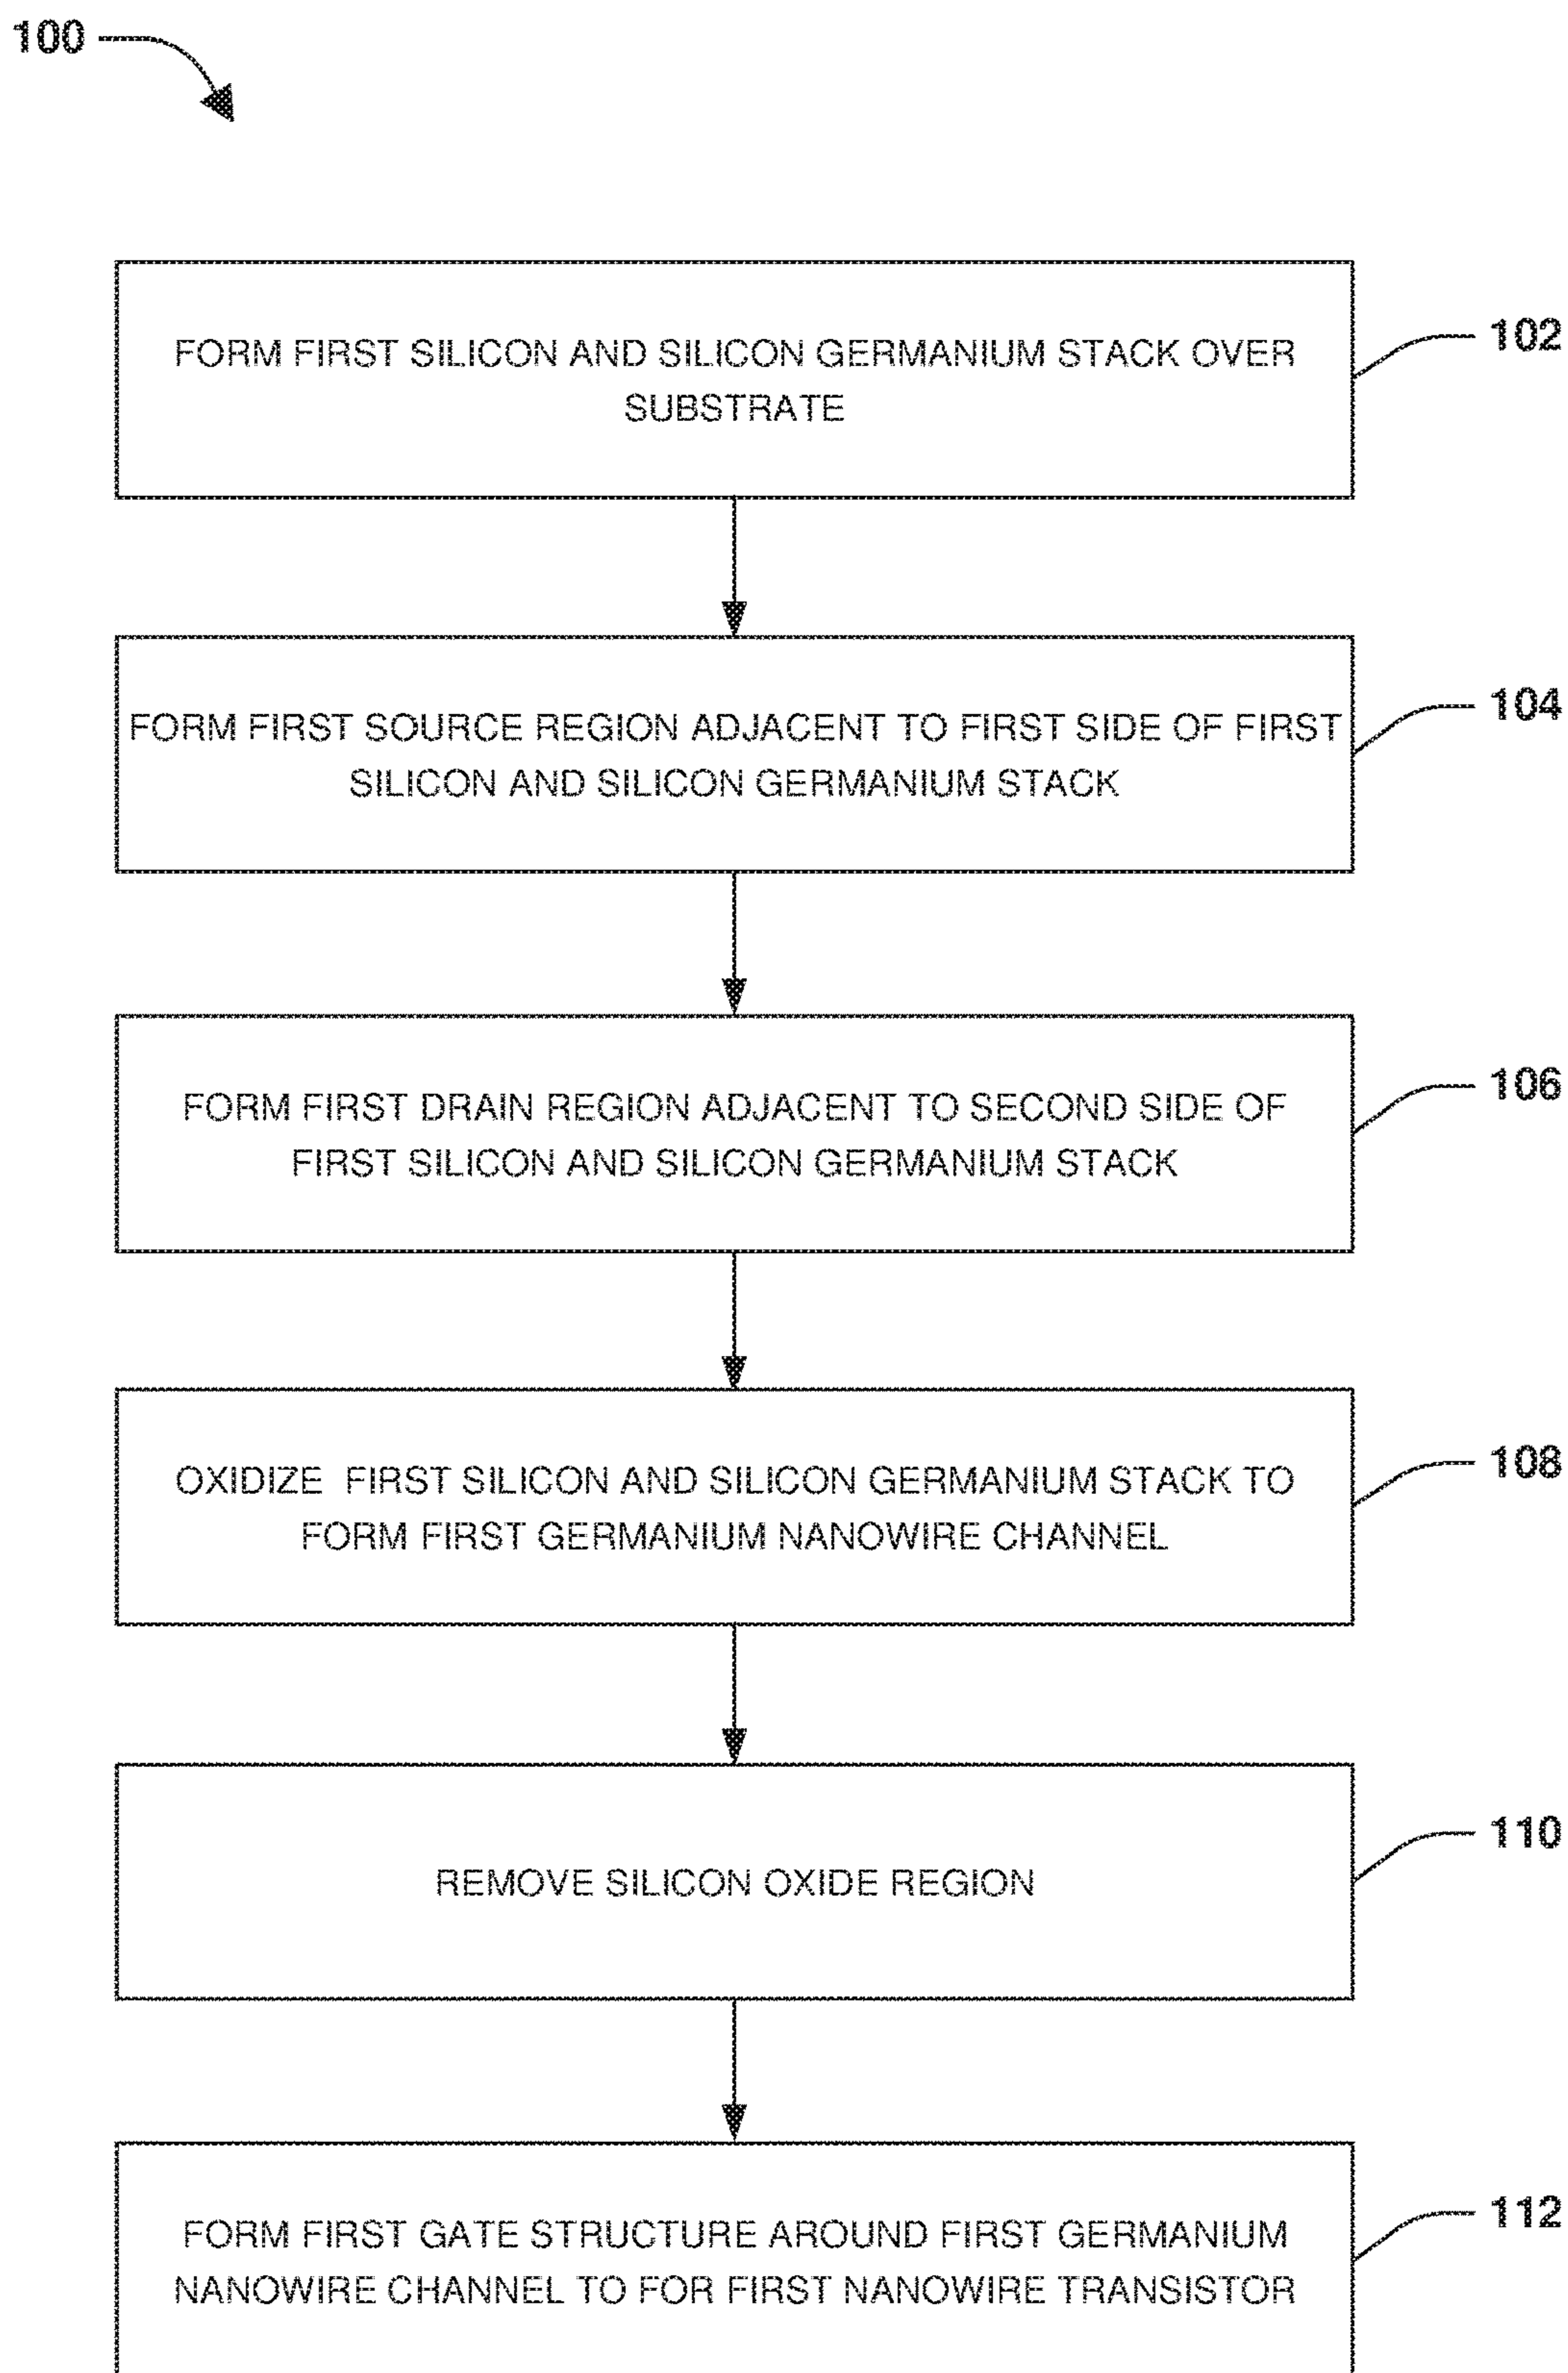 100
FORM FIRST SILICON AND SILICON GERMANIUM STACK OVER
SUBSTRATE
102
FORM FIRST SOURCE REGION ADJACENT TO FIRST SIDE OF FIRST
SILICON AND SILICON GERMANIUM STACK
104
FORM FIRST DRAIN REGION ADJACENT TO SECOND SIDE OF
FIRST SILICON AND SILICON GERMANIUM STACK
106
OXIDIZE FIRST SILICON AND SILICON GERMANIUM STACK TO
FORM FIRST GERMANIUM NANOWIRE CHANNEL
108
REMOVE SILICON OXIDE REGION
110
FORM FIRST GATE STRUCTURE AROUND FIRST GERMANIUM
NANOWIRE CHANNEL TO FOR FIRST NANOWIRE TRANSISTOR
112